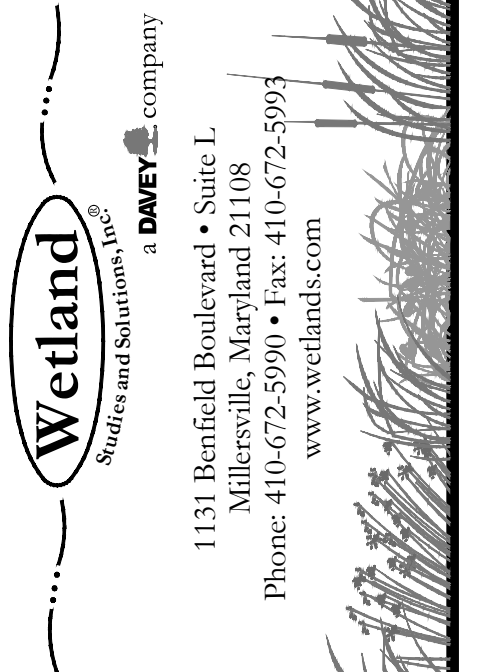 Wetland®
Studies and Solutions, Inc.
a DAVEY company
1131 Benfield Boulevard • Suite L
Millersville, Maryland 21108
Phone: 410-672-5990 • Fax: 410-672-5993
www.wetlands.com